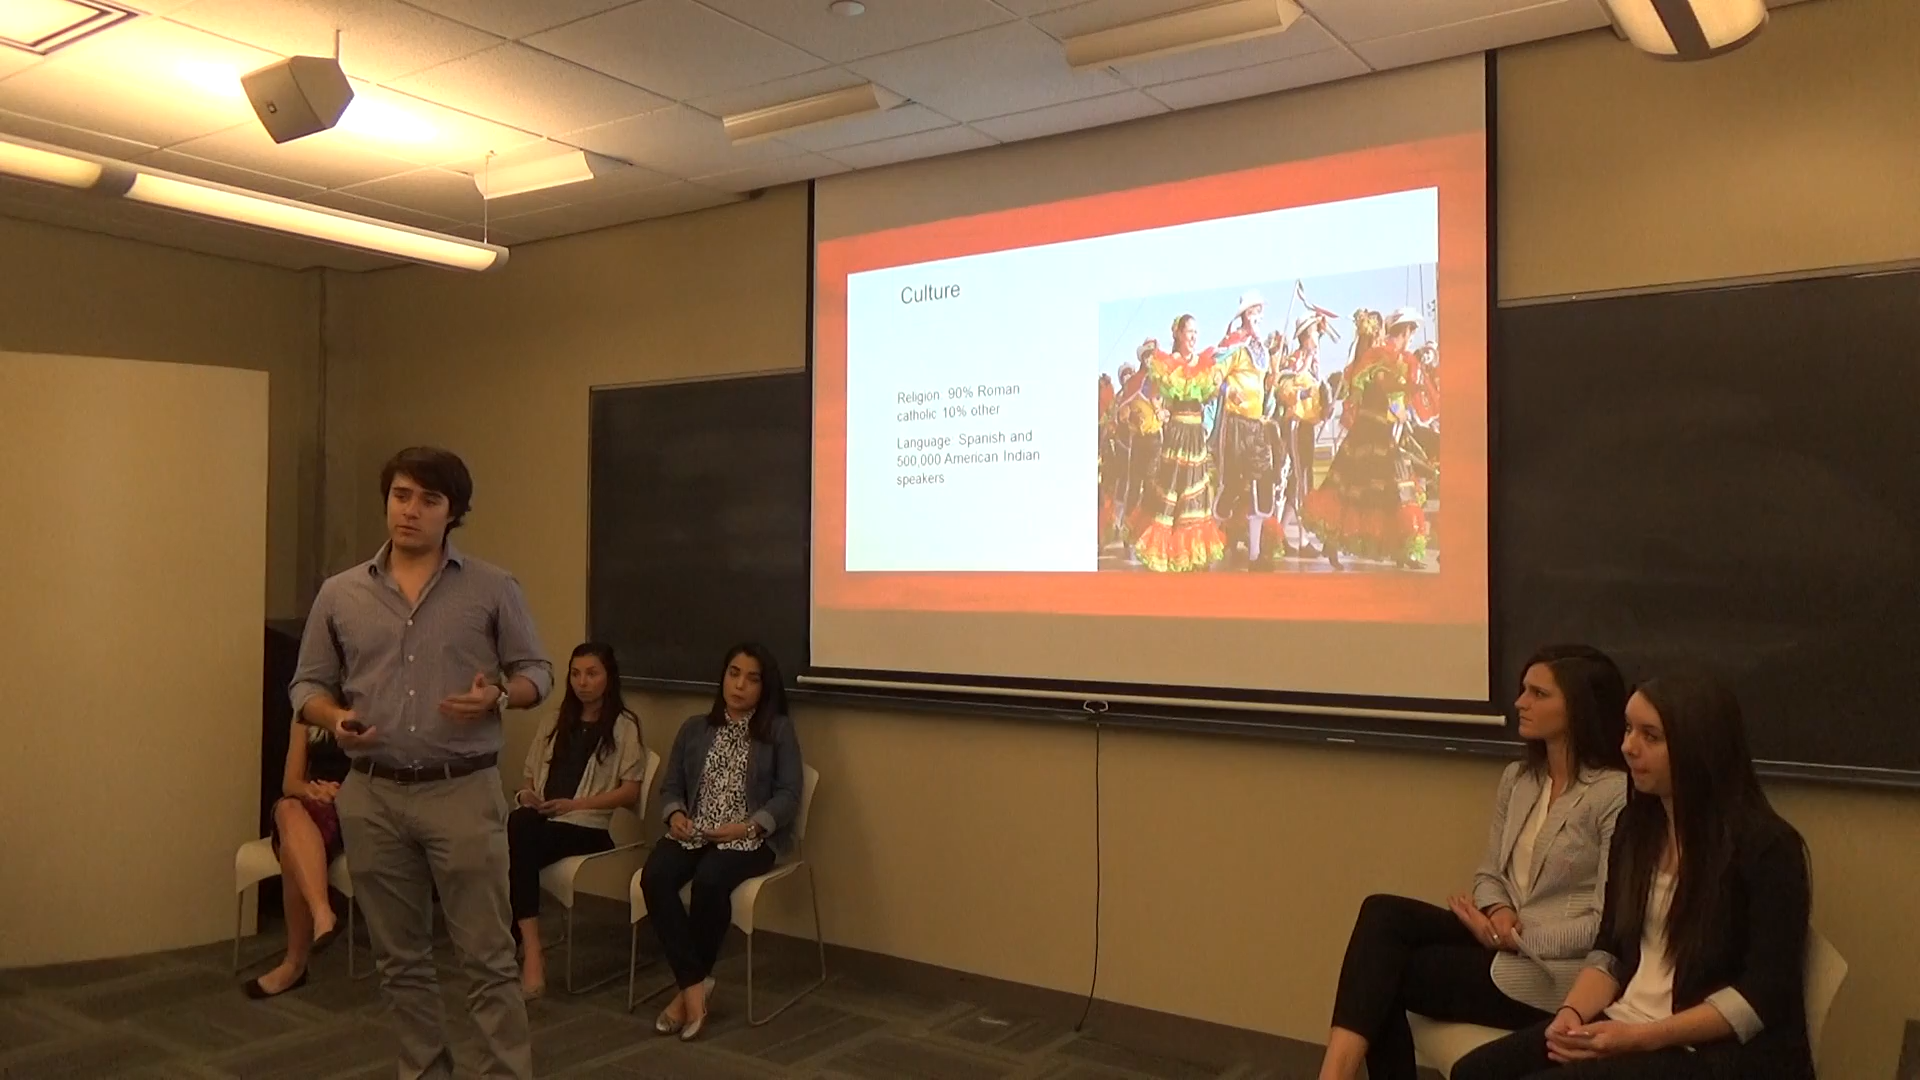 Culture
Religion: 90% Roman
catholic 10% other
Language: Spanish and
500,000 American Indian
speakers